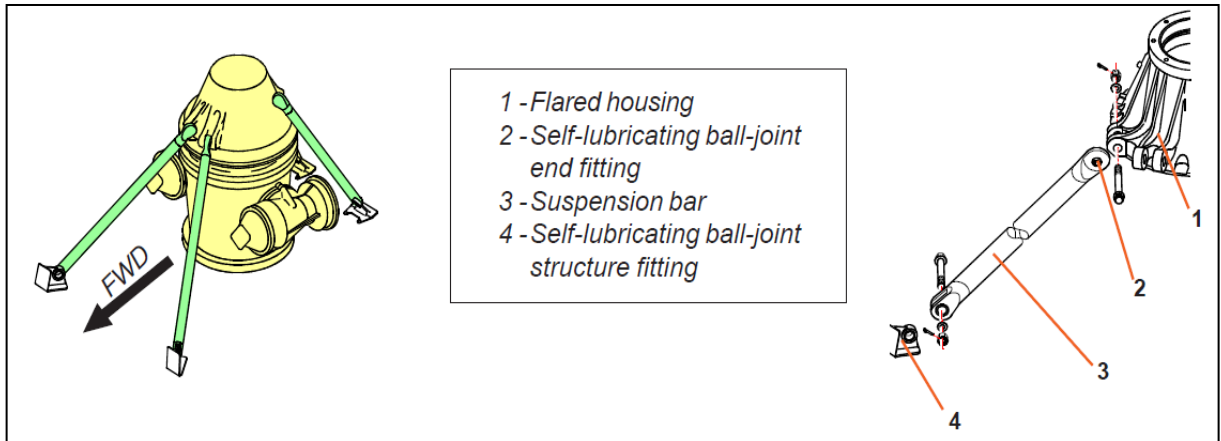 FWD
1 - Flared housing
2 - Self-lubricating ball-joint
end fitting
3 - Suspension bar
4 - Self-lubricating ball-joint
structure fitting
1
2
3
4